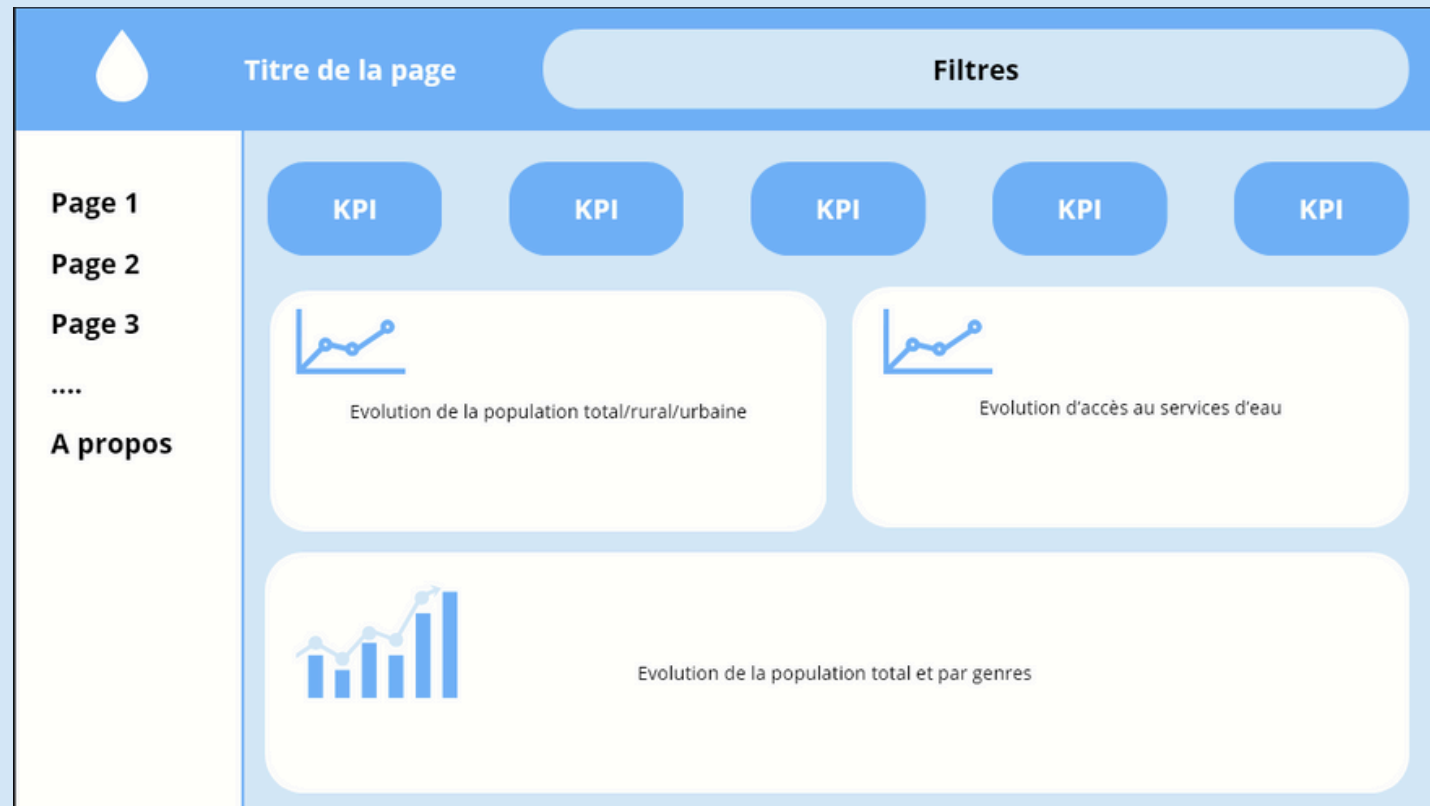 Titre de la page
Filtres
Page 1
Page 2
Page 3
....
A propos
KPI
KPI
KPI
KPI
KPI
Evolution de la population total/rural/urbaine
Evolution d'accès au services d'eau
Evolution de la population total et par genres